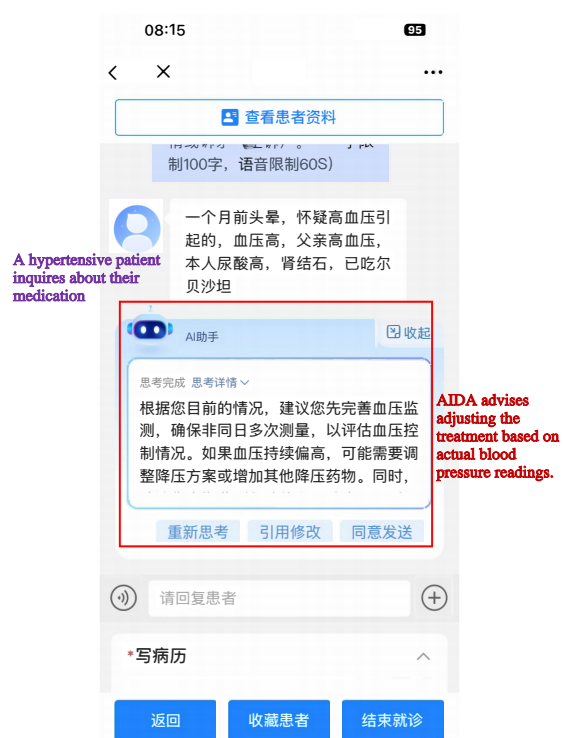 08:15
95
查看患者资料
制100字，语音限制60S）
一个月前头晕，怀疑高血压引
起的，血压高，父亲高血压，
本人尿酸高，肾结石，已吃尔
贝沙坦
A hypertensive patient
inquires about their
medication
AI助手
收起
思考完成 思考详情
根据您目前的情况，建议您先完善血压监
测，确保非同日多次测量，以评估血压控
制情况。如果血压持续偏高，可能需要调
整降压方案或增加其他降压药物。同时，
AIDA advises
adjusting the
treatment based on
actual blood
pressure readings.
重新思考 引用修改 同意发送
请回复患者
*写病历
返回 收藏患者 结束就诊